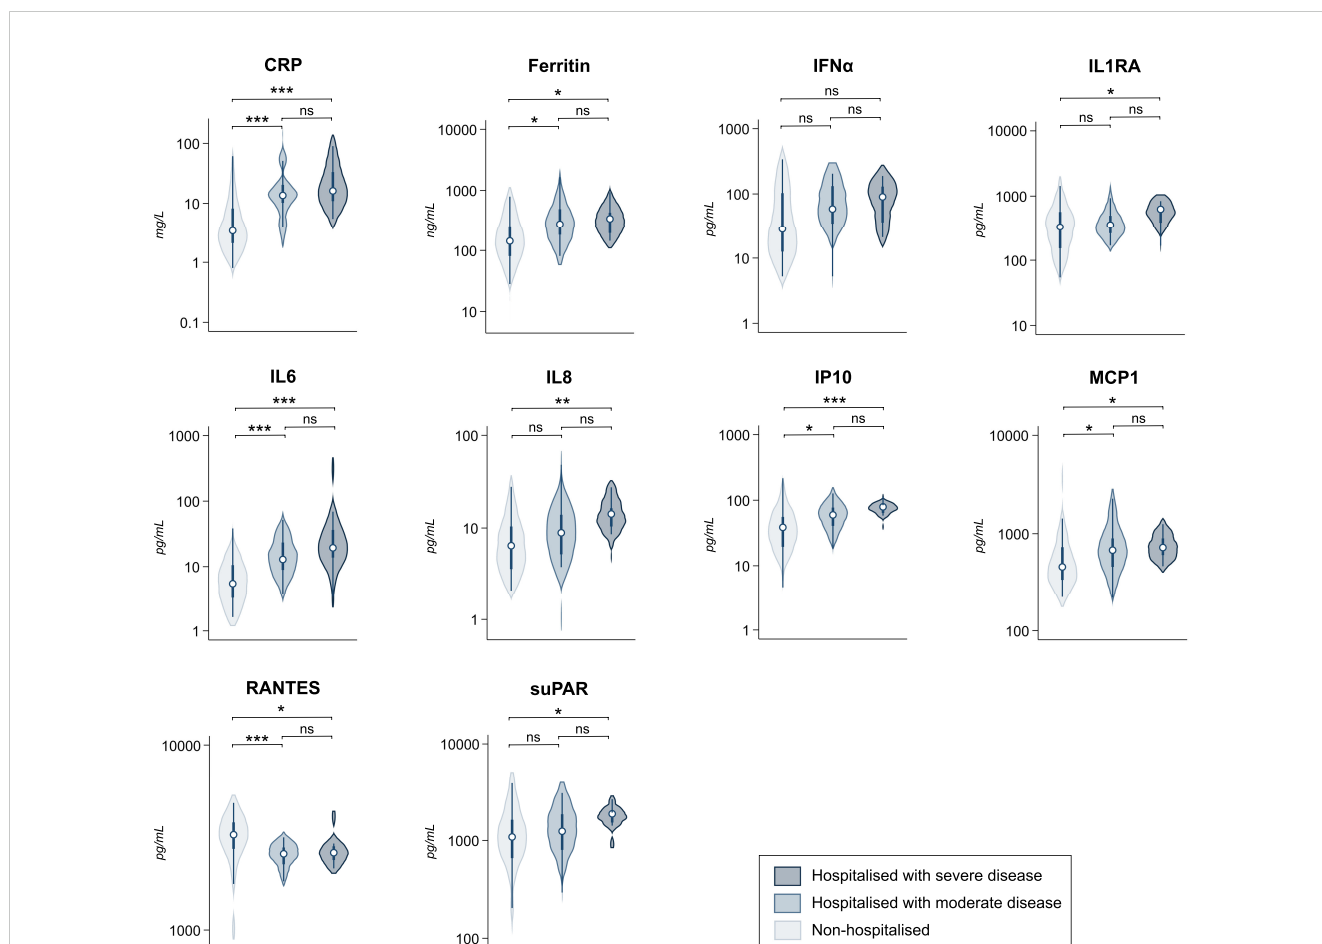 CRP
***
***
ns
100
10
1
0.1
mg/L
Ferritin
*
*
ns
10000
1000
100
10
ng/mL
IFNα
ns
ns
ns
1000
100
10
1
pg/mL
IL1RA
*
ns
ns
10000
1000
100
10
pg/mL
IL6
***
***
ns
1000
100
10
1
pg/mL
IL8
**
ns
ns
100
10
1
pg/mL
IP10
***
*
ns
1000
100
10
1
pg/mL
MCP1
*
*
ns
10000
1000
100
pg/mL
RANTES
*
***
ns
10000
1000
pg/mL
suPAR
*
ns
ns
10000
1000
100
pg/mL
Hospitalised with severe disease
Hospitalised with moderate disease
Non-hospitalised